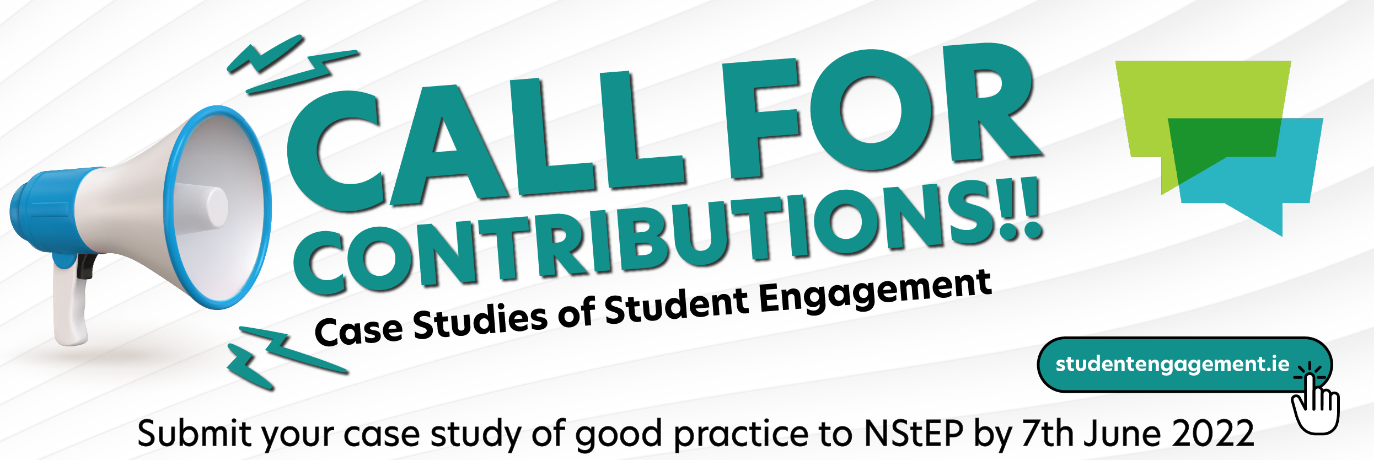 CALL FOR
CONTRIBUTIONS!!
Case Studies of Student Engagement
studentengagement.ie
Submit your case study of good practice to NStEP by 7th June 2022